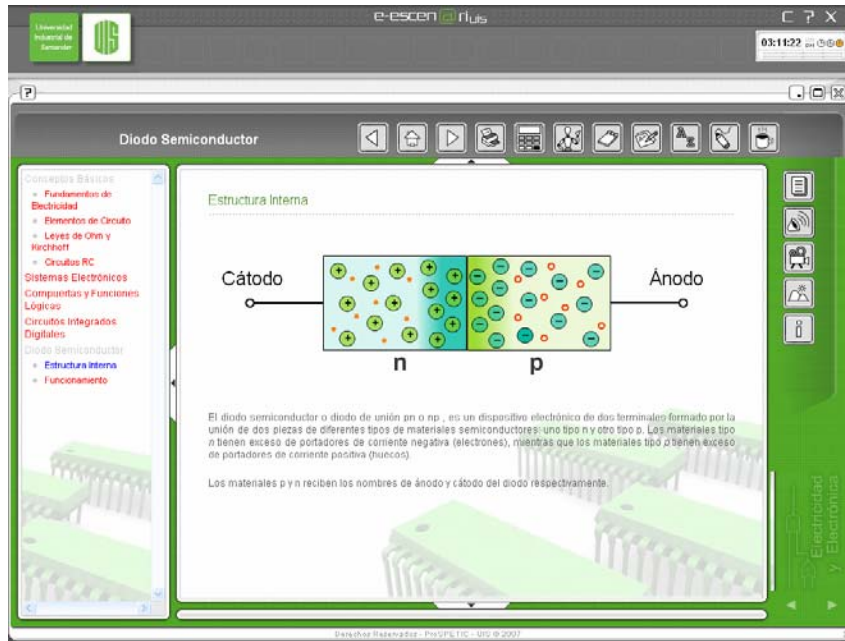 Universidad
Industrial de
Santander
UIS
e-escen@riUIS
03:11:22
Diodo Semiconductor
Conceptos Básicos
Fundamentos de
Electricidad
Elementos de Circuito
Leyes de Ohm y
Kirchhoff
Circuitos RC
Sistemas Electrónicos
Compuertas y Funciones
Lógicas
Circuitos Integrados
Digitales
Diodo Semiconductor
Estructura Interna
Funcionamiento
Estructura Interna
Cátodo
Ánodo
n
p
El diodo semiconductor o diodo de unión pn o np , es un dispositivo electrónico de dos terminales formado por la
unión de dos piezas de diferentes tipos de materiales semiconductores: uno tipo n y otro tipo p. Los materiales tipo
n tienen exceso de portadores de corriente negativa (electrones), mientras que los materiales tipo p tienen exceso
de portadores de corriente positiva (huecos).
Los materiales p y n reciben los nombres de ánodo y cátodo del diodo respectivamente.
Electricidad
y Electrónica
Derechos Reservados - ProSPETIC - UIS © 2007